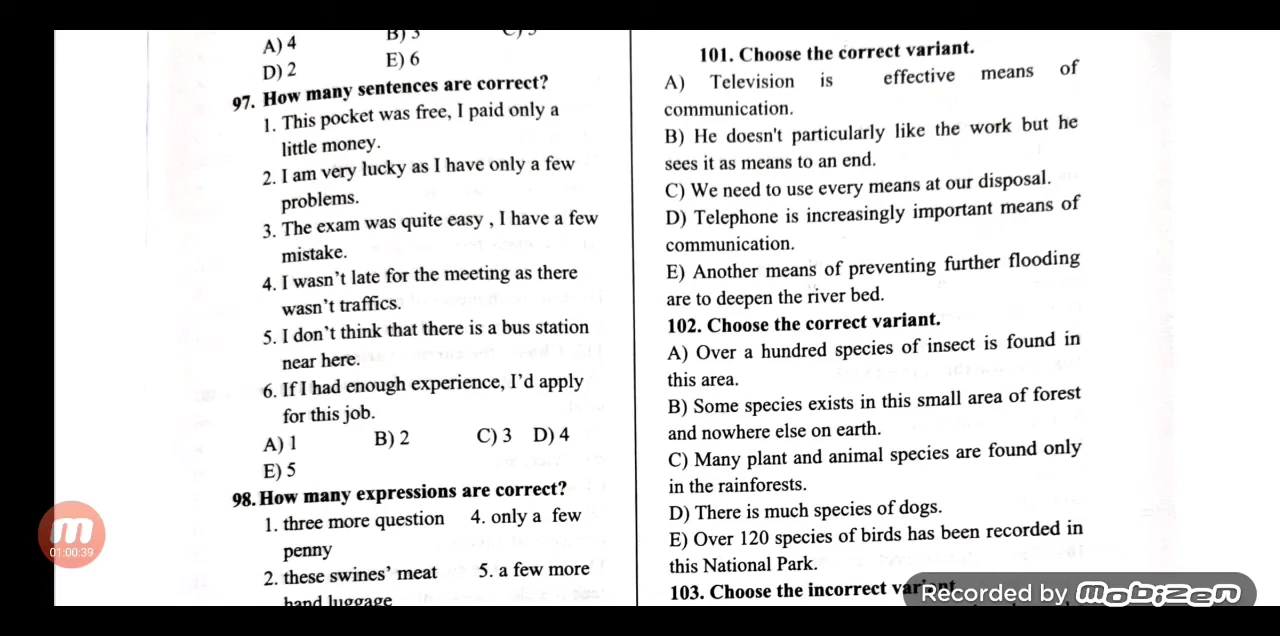 A) 4
B) 3
D) 2
E) 6
97. How many sentences are correct?
1. This pocket was free, I paid only a
little money.
2. I am very lucky as I have only a few
problems.
3. The exam was quite easy , I have a few
mistake.
4. I wasn't late for the meeting as there
wasn't traffics.
5. I don't think that there is a bus station
near here.
6. If I had enough experience, I'd apply
for this job.
A) 1 B) 2 C) 3 D) 4
E) 5
98. How many expressions are correct?
1. three more question 4. only a few
penny
2. these swines' meat 5. a few more
hand luggage
101. Choose the correct variant.
A) Television is effective means of
communication.
B) He doesn't particularly like the work but he
sees it as means to an end.
C) We need to use every means at our disposal.
D) Telephone is increasingly important means of
communication.
E) Another means of preventing further flooding
are to deepen the river bed.
102. Choose the correct variant.
A) Over a hundred species of insect is found in
this area.
B) Some species exists in this small area of forest
and nowhere else on earth.
C) Many plant and animal species are found only
in the rainforests.
D) There is much species of dogs.
E) Over 120 species of birds has been recorded in
this National Park.
103. Choose the incorrect variant
01:00:39
Recorded by mobizen